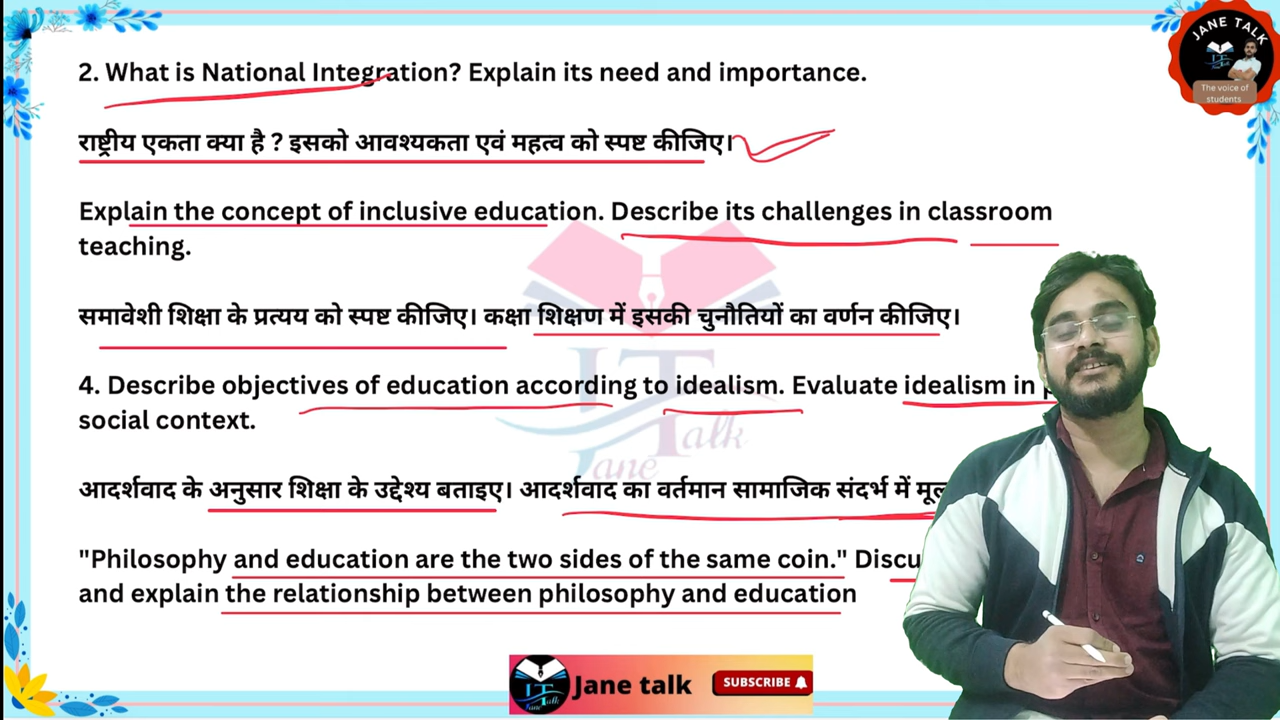 JANE TALK
The voice of
students
2. What is National Integration? Explain its need and importance.
राष्ट्रीय एकता क्या है ? इसको आवश्यकता एवं महत्व को स्पष्ट कीजिए।
Explain the concept of inclusive education. Describe its challenges in classroom
teaching.
समावेशी शिक्षा के प्रत्यय को स्पष्ट कीजिए। कक्षा शिक्षण में इसकी चुनौतियों का वर्णन कीजिए।
4. Describe objectives of education according to idealism. Evaluate idealism in
social context.
Jane Talk
आदर्शवाद के अनुसार शिक्षा के उद्देश्य बताइए। आदर्शवाद का वर्तमान सामाजिक संदर्भ में
"Philosophy and education are the two sides of the same coin."
and explain the relationship between philosophy and education
Jane talk
SUBSCRIBE